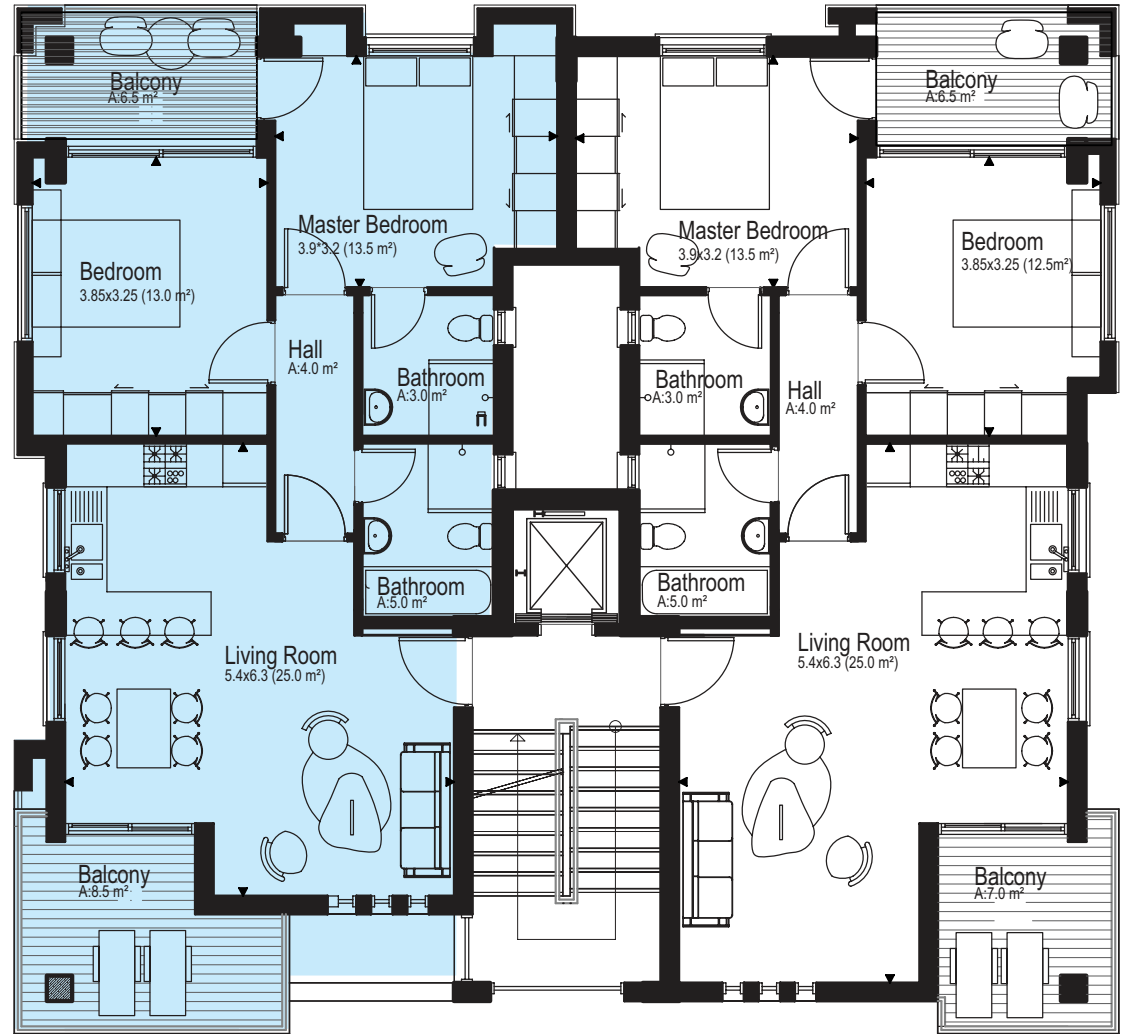 Balcony
A:6.5 m²
Balcony
A:6.5 m²
Master Bedroom
3.9*3.2 (13.5 m²)
Master Bedroom
3.9x3.2 (13.5 m²)
Bedroom
3.85x3.25 (13.0 m²)
Bedroom
3.85x3.25 (12.5m²)
Hall
A:4.0 m²
Bathroom
A:3.0 m²
Bathroom
A:3.0 m²
Hall
A:4.0 m²
Bathroom
A:5.0 m²
Bathroom
A:5.0 m²
Living Room
5.4x6.3 (25.0 m²)
Living Room
5.4x6.3 (25.0 m²)
Balcony
A:8.5 m²
Balcony
A:7.0 m²